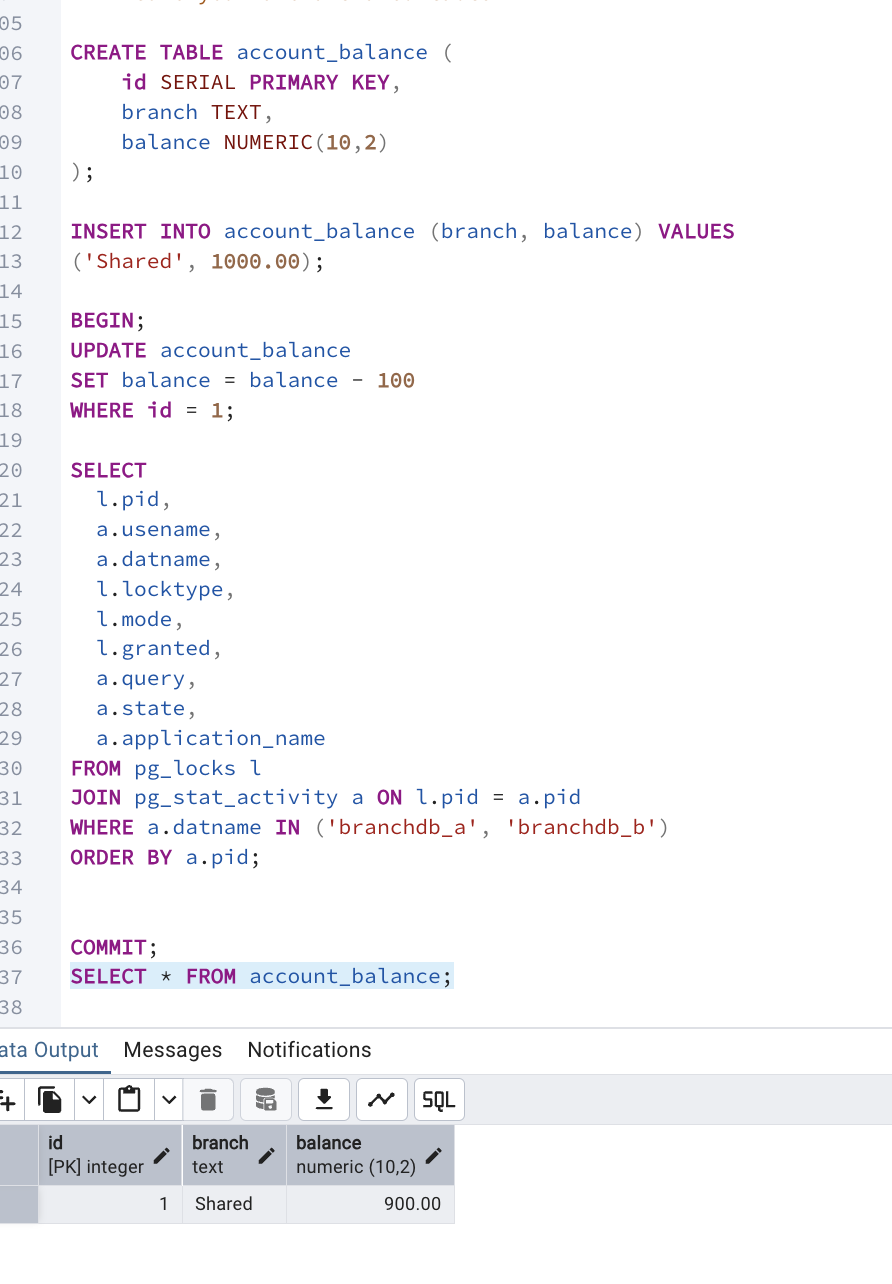 05
06 CREATE TABLE account_balance (
07 id SERIAL PRIMARY KEY,
08 branch TEXT,
09 balance NUMERIC(10,2)
10 );
11
12 INSERT INTO account_balance (branch, balance) VALUES
13 ('Shared', 1000.00);
14
15 BEGIN;
16 UPDATE account_balance
17 SET balance = balance - 100
18 WHERE id = 1;
19
20 SELECT
21 l.pid,
22 a.usename,
23 a.datname,
24 l.locktype,
25 l.mode,
26 l.granted,
27 a.query,
28 a.state,
29 a.application_name
30 FROM pg_locks l
31 JOIN pg_stat_activity a ON l.pid = a.pid
32 WHERE a.datname IN ('branchdb_a', 'branchdb_b')
33 ORDER BY a.pid;
34
35
36 COMMIT;
37 SELECT * FROM account_balance;
38
ata Output Messages Notifications
SQL
id branch balance
[PK] integer text numeric (10,2)
1 Shared 900.00